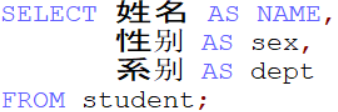 SELECT 姓名 AS NAME,
性别 AS sex,
系别 AS dept
FROM student;